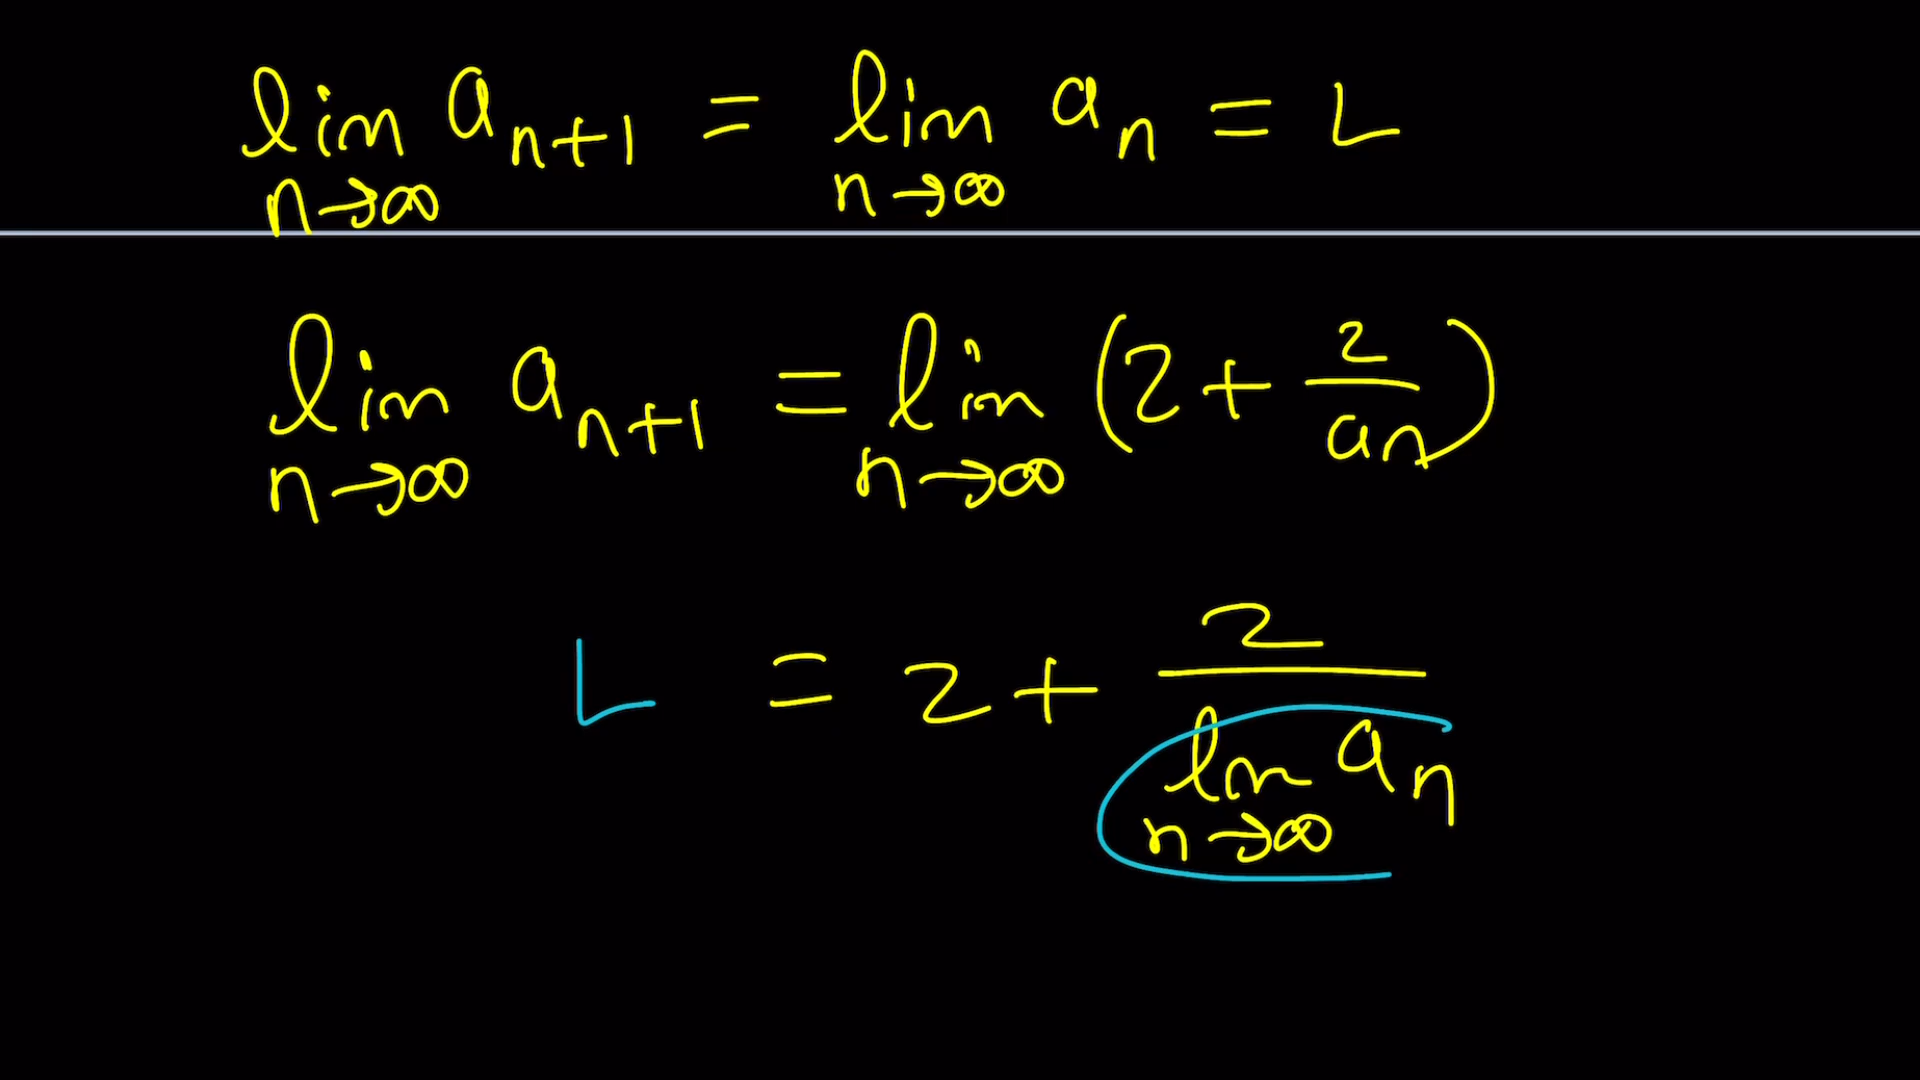 lim a_{n+1} = lim a_n = L
n→∞ n→∞
lim a_{n+1} = lim (2 + 2/a_n)
n→∞ n→∞
L = 2 + 2/(lim a_n)
n→∞